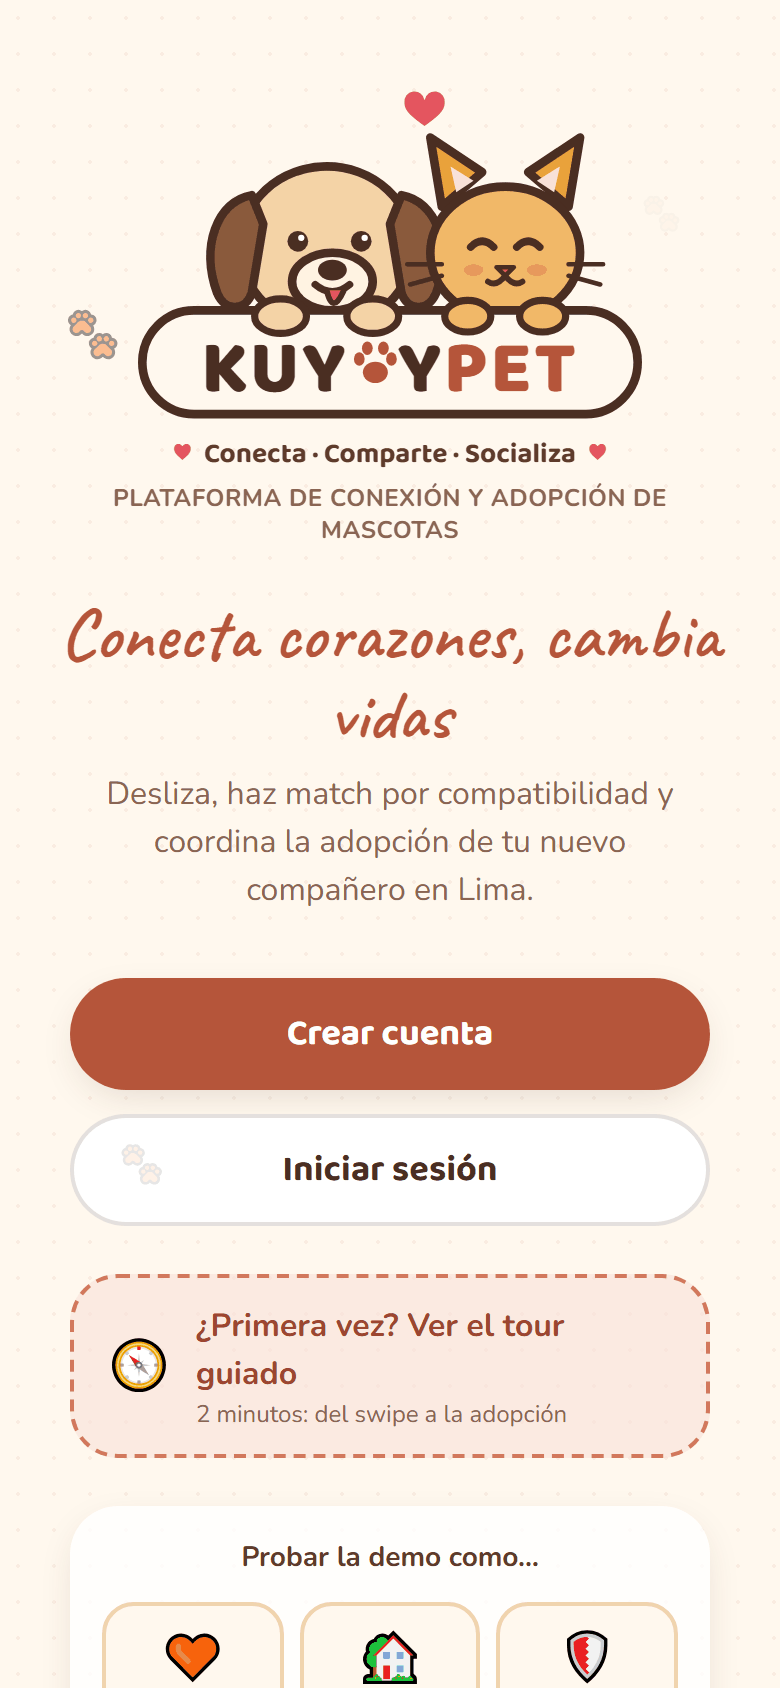 KUYYPET
Conecta · Comparte · Socializa
PLATAFORMA DE CONEXIÓN Y ADOPCIÓN DE
MASCOTAS
Conecta corazones, cambia
vidas
Desliza, haz match por compatibilidad y
coordina la adopción de tu nuevo
compañero en Lima.
Crear cuenta
Iniciar sesión
¿Primera vez? Ver el tour
guiado
2 minutos: del swipe a la adopción
Probar la demo como...